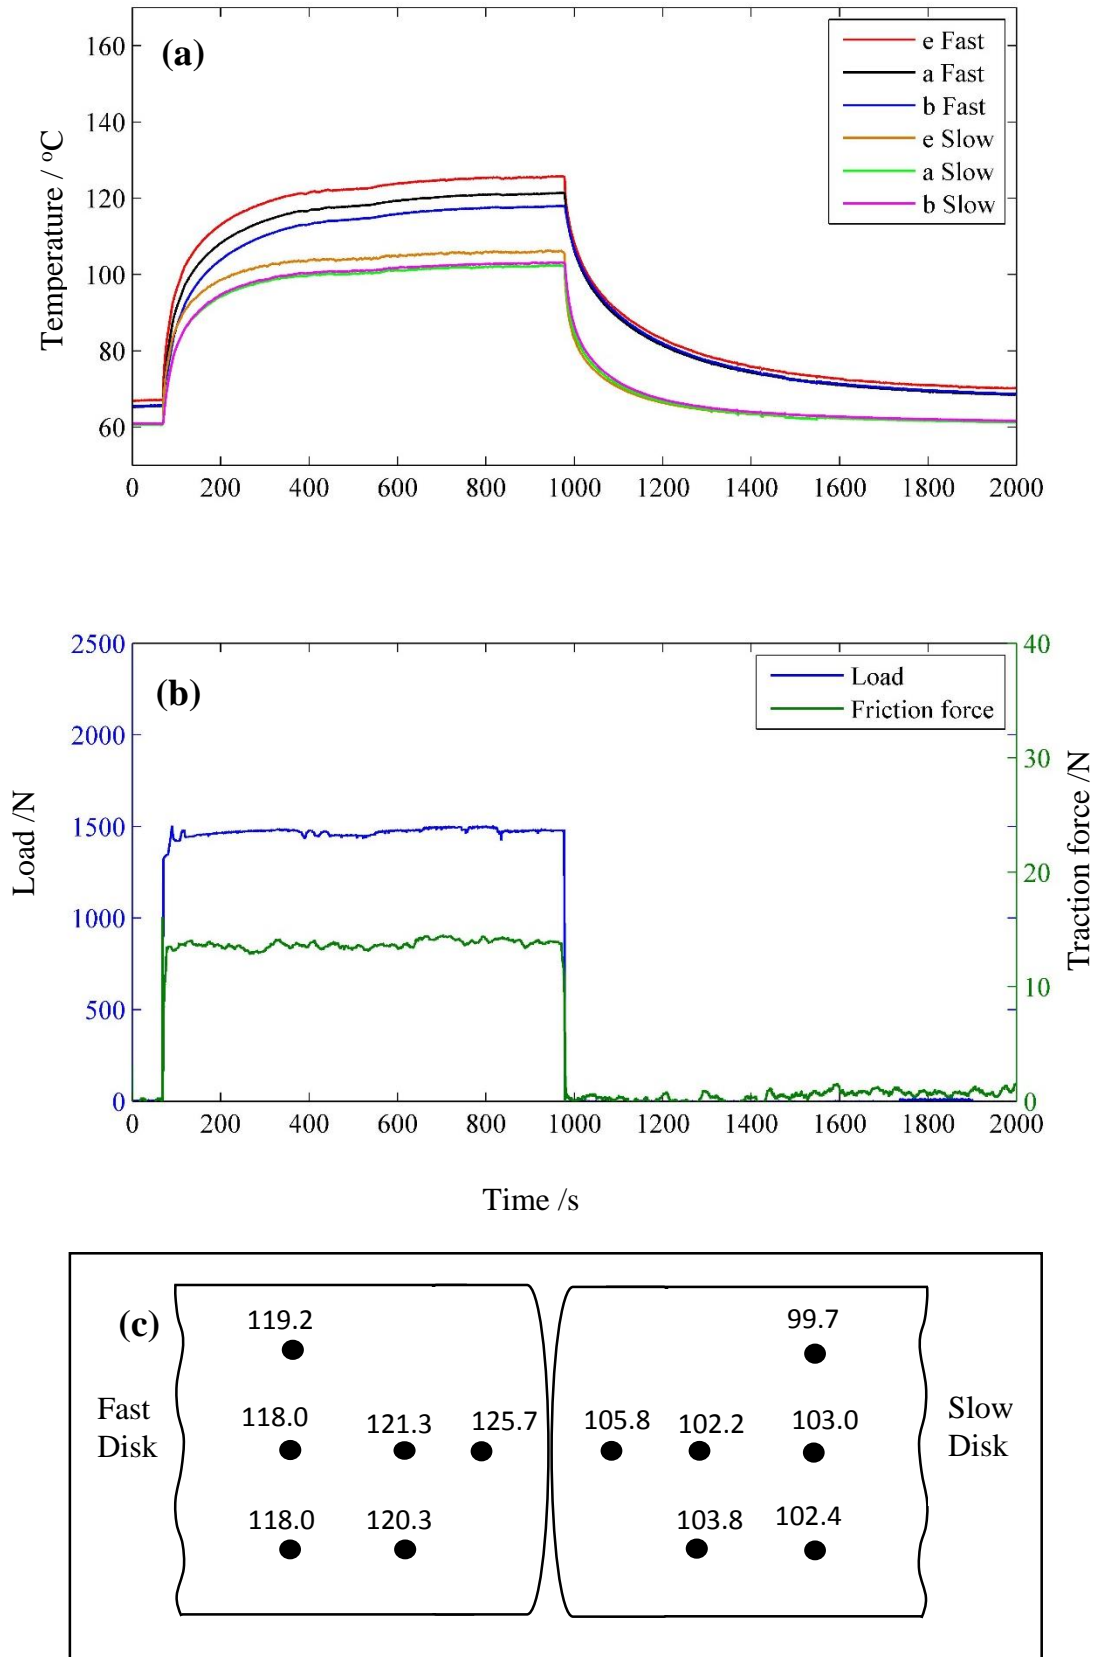 (a)
Temperature / °C
160
140
120
100
80
60
e Fast
a Fast
b Fast
e Slow
a Slow
b Slow
0 200 400 600 800 1000 1200 1400 1600 1800 2000
(b)
Load /N
2500
2000
1500
1000
500
0
Load
Friction force
40
30
20
10
0
Traction force /N
0 200 400 600 800 1000 1200 1400 1600 1800 2000
Time /s
(c)
119.2 99.7
Fast
Disk
118.0 121.3 125.7 105.8 102.2 103.0
Slow
Disk
118.0 120.3 103.8 102.4